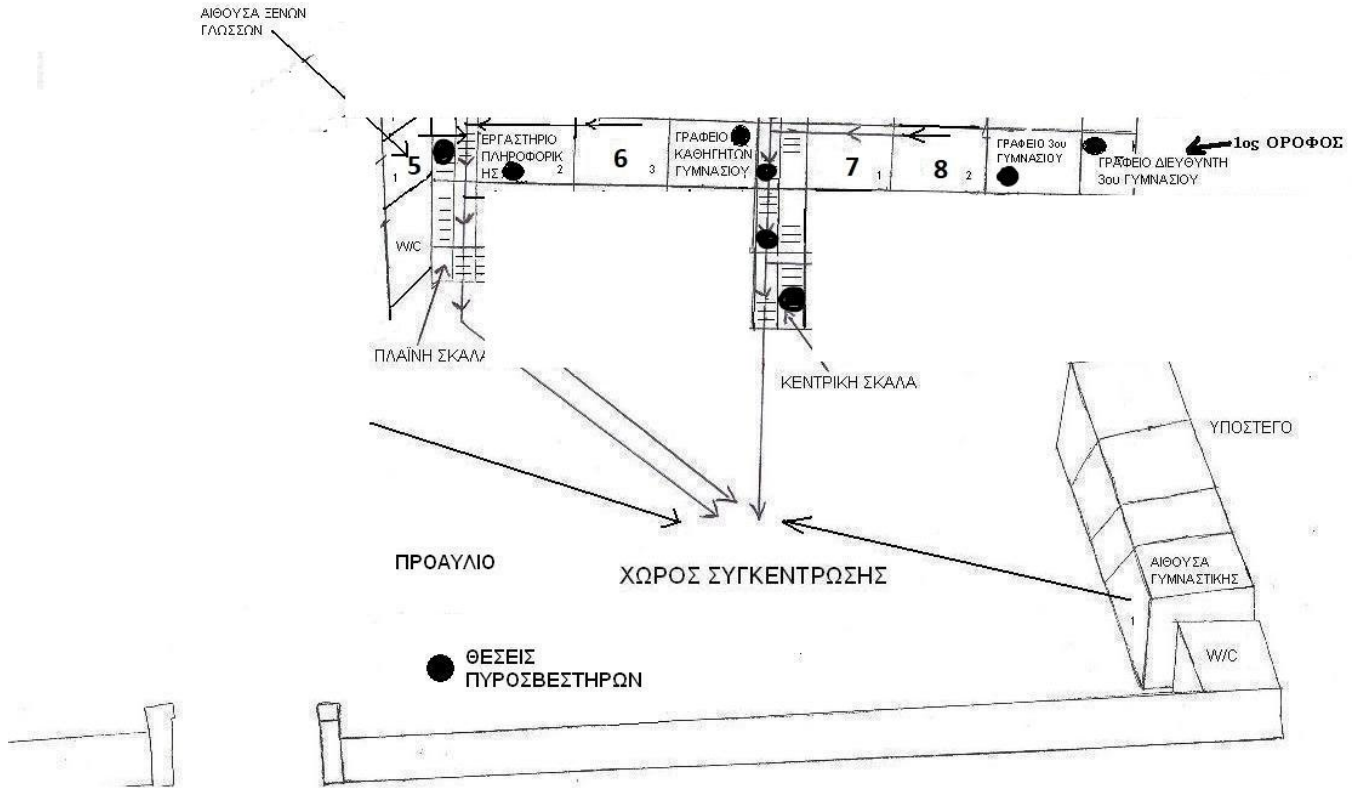 ΑΙΘΟΥΣΑ ΞΕΝΩΝ
ΓΛΩΣΣΩΝ
5
1
ΕΡΓΑΣΤΗΡΙΟ
ΠΛΗΡΟΦΟΡΙΚ
ΗΣ
2
6
3
ΓΡΑΦΕΙΟ
ΚΑΘΗΓΗΤΩΝ
ΓΥΜΝΑΣΙΟΥ
7
1
8
2
ΓΡΑΦΕΙΟ 3ου
ΓΥΜΝΑΣΙΟΥ
ΓΡΑΦΕΙΟ ΔΙΕΥΘΥΝΤΗ
3ου ΓΥΜΝΑΣΙΟΥ
1ος ΟΡΟΦΟΣ
W/C
ΠΛΑΪΝΗ ΣΚΑΛΑ
ΚΕΝΤΡΙΚΗ ΣΚΑΛΑ
ΥΠΟΣΤΕΓΟ
ΠΡΟΑΥΛΙΟ
ΧΩΡΟΣ ΣΥΓΚΕΝΤΡΩΣΗΣ
ΑΙΘΟΥΣΑ
ΓΥΜΝΑΣΤΙΚΗΣ
1
W/C
ΘΕΣΕΙΣ
ΠΥΡΟΣΒΕΣΤΗΡΩΝ